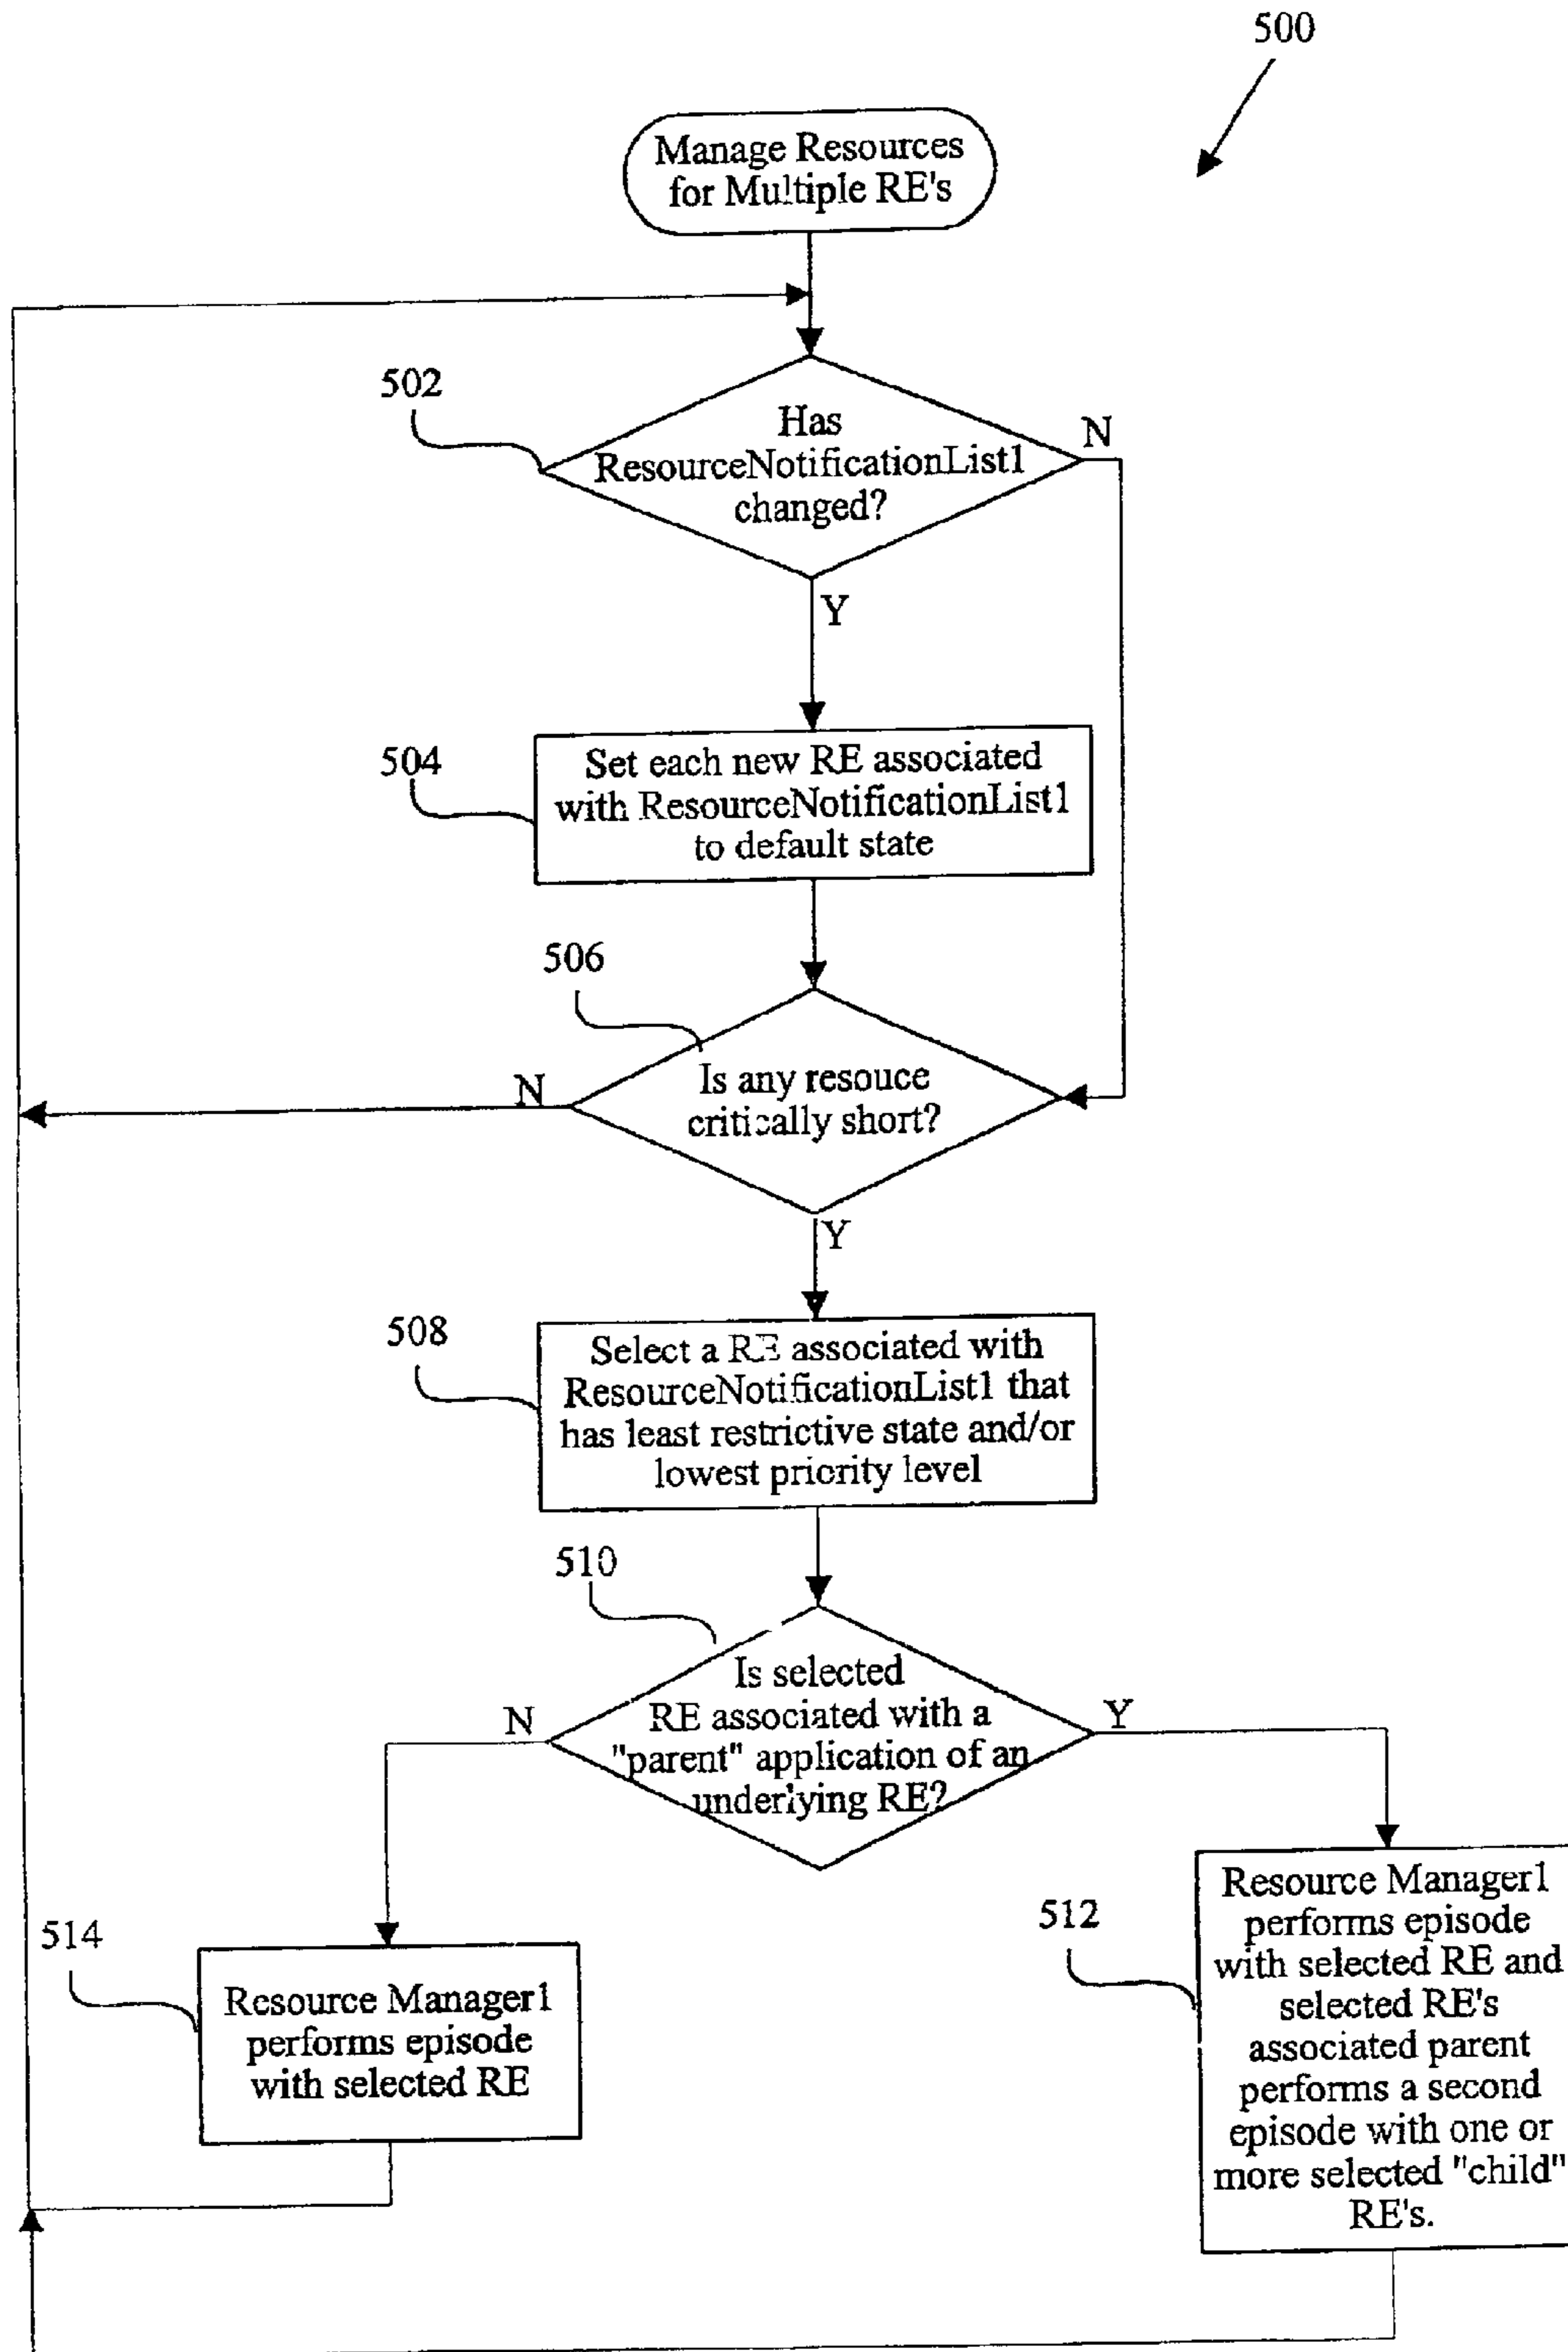 500
Manage Resources
for Multiple RE's
502
Has
ResourceNotificationList1
changed?
N
Y
504
Set each new RE associated
with ResourceNotificationList1
to default state
506
Is any resouce
critically short?
N
Y
508
Select a RE associated with
ResourceNotificationList1 that
has least restrictive state and/or
lowest priority level
510
Is selected
RE associated with a
"parent" application of an
underlying RE?
N
Y
514
Resource Manager1
performs episode
with selected RE
512
Resource Manager1
performs episode
with selected RE and
selected RE's
associated parent
performs a second
episode with one or
more selected "child"
RE's.